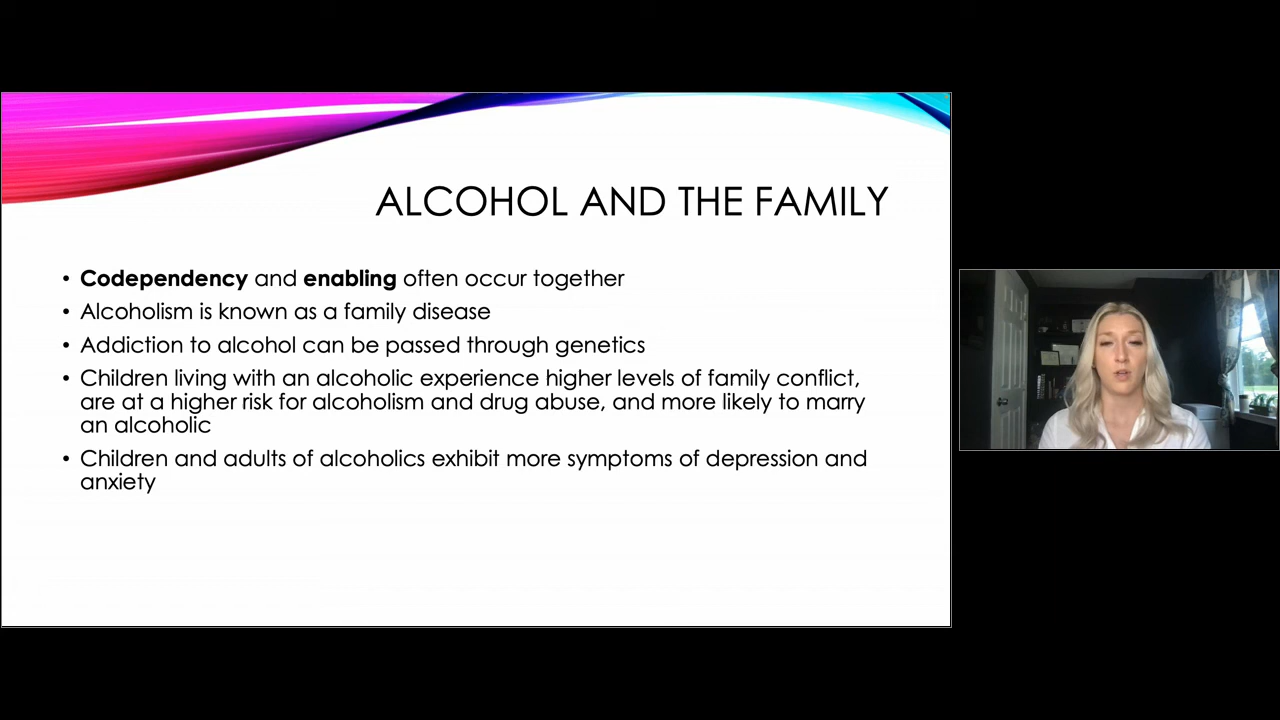 ALCOHOL AND THE FAMILY
• Codependency and enabling often occur together
• Alcoholism is known as a family disease
• Addiction to alcohol can be passed through genetics
• Children living with an alcoholic experience higher levels of family conflict,
are at a higher risk for alcoholism and drug abuse, and more likely to marry
an alcoholic
• Children and adults of alcoholics exhibit more symptoms of depression and
anxiety